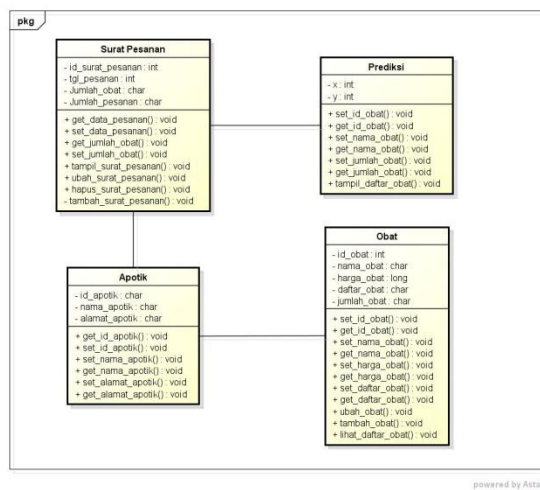 pkg
Surat Pesanan
- id_surat_pesanan : int
- tgl_pesanan : int
- Jumlah_obat : char
- Jumlah_pesanan : char
+ get_data_pesanan() : void
+ set_data_pesanan() : void
+ get_jumlah_obat() : void
+ set_jumlah_obat() : void
+ tampil_surat_pesanan() : void
+ ubah_surat_pesanan() : void
+ hapus_surat_pesanan() : void
- tambah_surat_pesanan() : void
Prediksi
- x : int
- y : int
+ set_id_obat() : void
+ get_id_obat() : void
+ set_nama_obat() : void
+ get_nama_obat() : void
+ set_jumlah_obat() : void
+ get_jumlah_obat() : void
+ tampil_daftar_obat() : void
Apotik
- id_apotik : char
- nama_apotik : char
- alamat_apotik : char
+ get_id_apotik() : void
+ set_id_apotik() : void
+ set_nama_apotik() : void
+ get_nama_apotik() : void
+ set_alamat_apotik() : void
+ get_alamat_apotik() : void
Obat
- id_obat : int
- nama_obat : char
- harga_obat : long
- daftar_obat : char
- jumlah_obat : char
+ set_id_obat() : void
+ get_id_obat() : void
+ set_nama_obat() : void
+ get_nama_obat() : void
+ set_harga_obat() : void
+ get_harga_obat() : void
+ set_daftar_obat() : void
+ get_daftar_obat() : void
+ ubah_obat() : void
+ tambah_obat() : void
+ lihat_daftar_obat() : void
powered by Asta